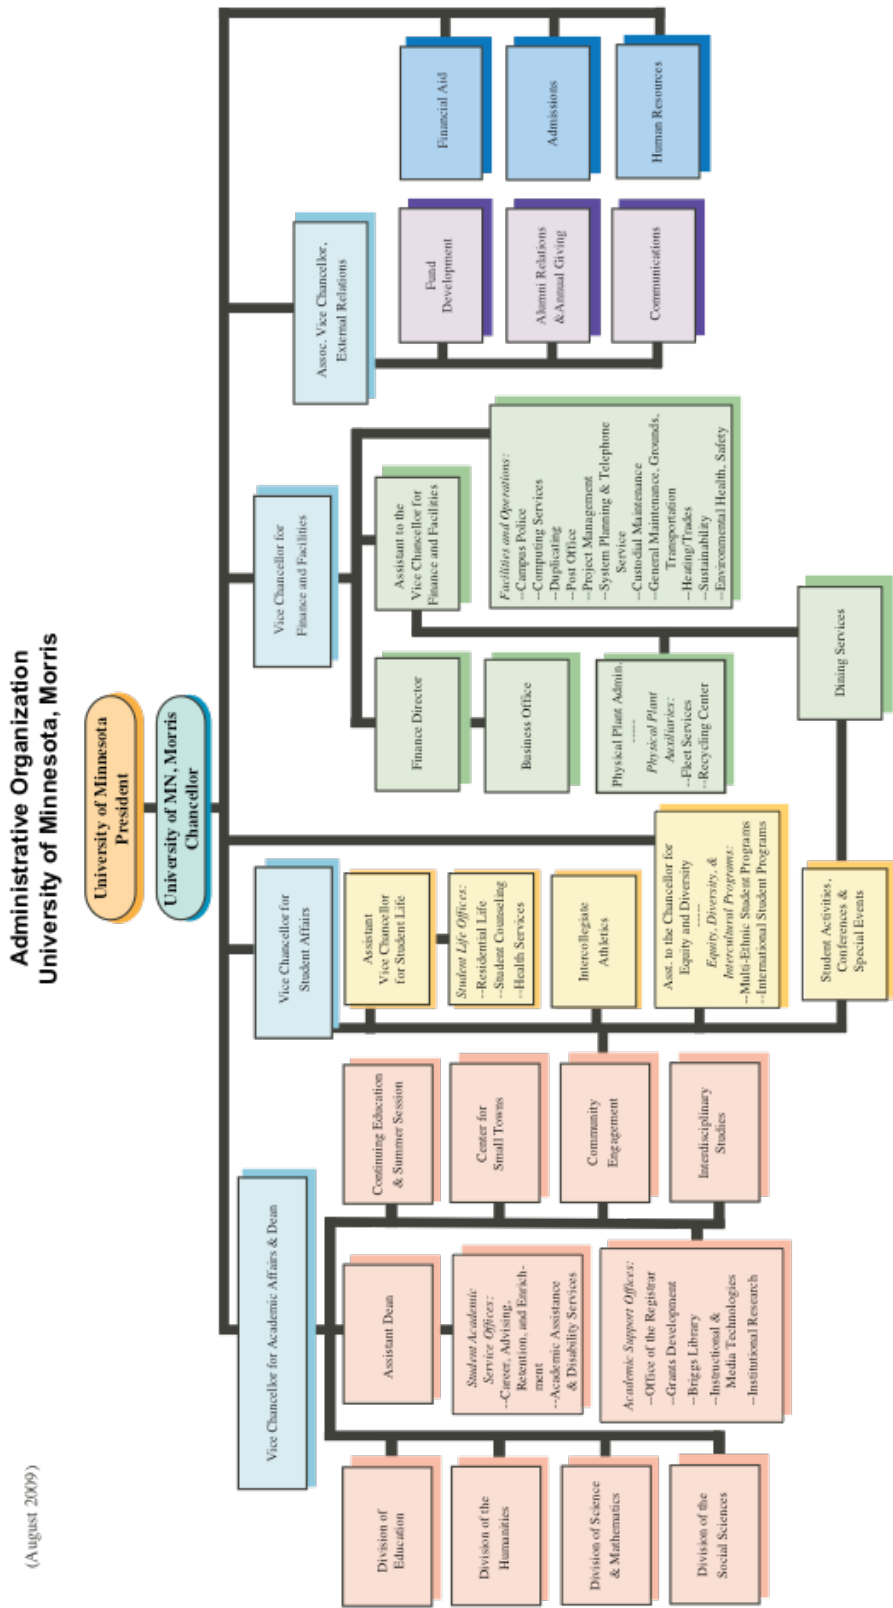 (August 2009)
Administrative Organization
University of Minnesota, Morris
University of Minnesota
President
University of MN, Morris
Chancellor
Vice Chancellor for Academic Affairs & Dean
Division of
Education
Division of the
Humanities
Division of Science
& Mathematics
Division of the
Social Sciences
Assistant Dean
Student Academic
Service Offices:
--Career, Advising,
Retention, and Enrich-
ment
--Academic Assistance
& Disability Services
Academic Support Offices:
--Office of the Registrar
--Grants Development
--Briggs Library
--Instructional &
Media Technologies
--Institutional Research
Continuing Education
& Summer Session
Center for
Small Towns
Community
Engagement
Interdisciplinary
Studies
Vice Chancellor for
Student Affairs
Assistant
Vice Chancellor
for Student Life
Student Life Offices:
--Residential Life
--Student Counseling
--Health Services
Intercollegiate
Athletics
Asst. to the Chancellor for
Equity and Diversity
-----
Equity, Diversity, &
Intercultural Programs:
--Multi-Ethnic Student Programs
--International Student Programs
Student Activities,
Conferences &
Special Events
Vice Chancellor for
Finance and Facilities
Finance Director
Business Office
Assistant to the
Vice Chancellor for
Finance and Facilities
Physical Plant Admin.
-----
Physical Plant
Auxiliaries:
--Fleet Services
--Recycling Center
Dining Services
Facilities and Operations:
--Campus Police
--Computing Services
--Duplicating
--Post Office
--Project Management
--System Planning & Telephone
Service
--Custodial Maintenance
--General Maintenance, Grounds,
Transportation
--Heating/Trades
--Sustainability
--Environmental Health, Safety
Assoc. Vice Chancellor,
External Relations
Fund
Development
Alumni Relations
&Annual Giving
Communications
Financial Aid
Admissions
Human Resources